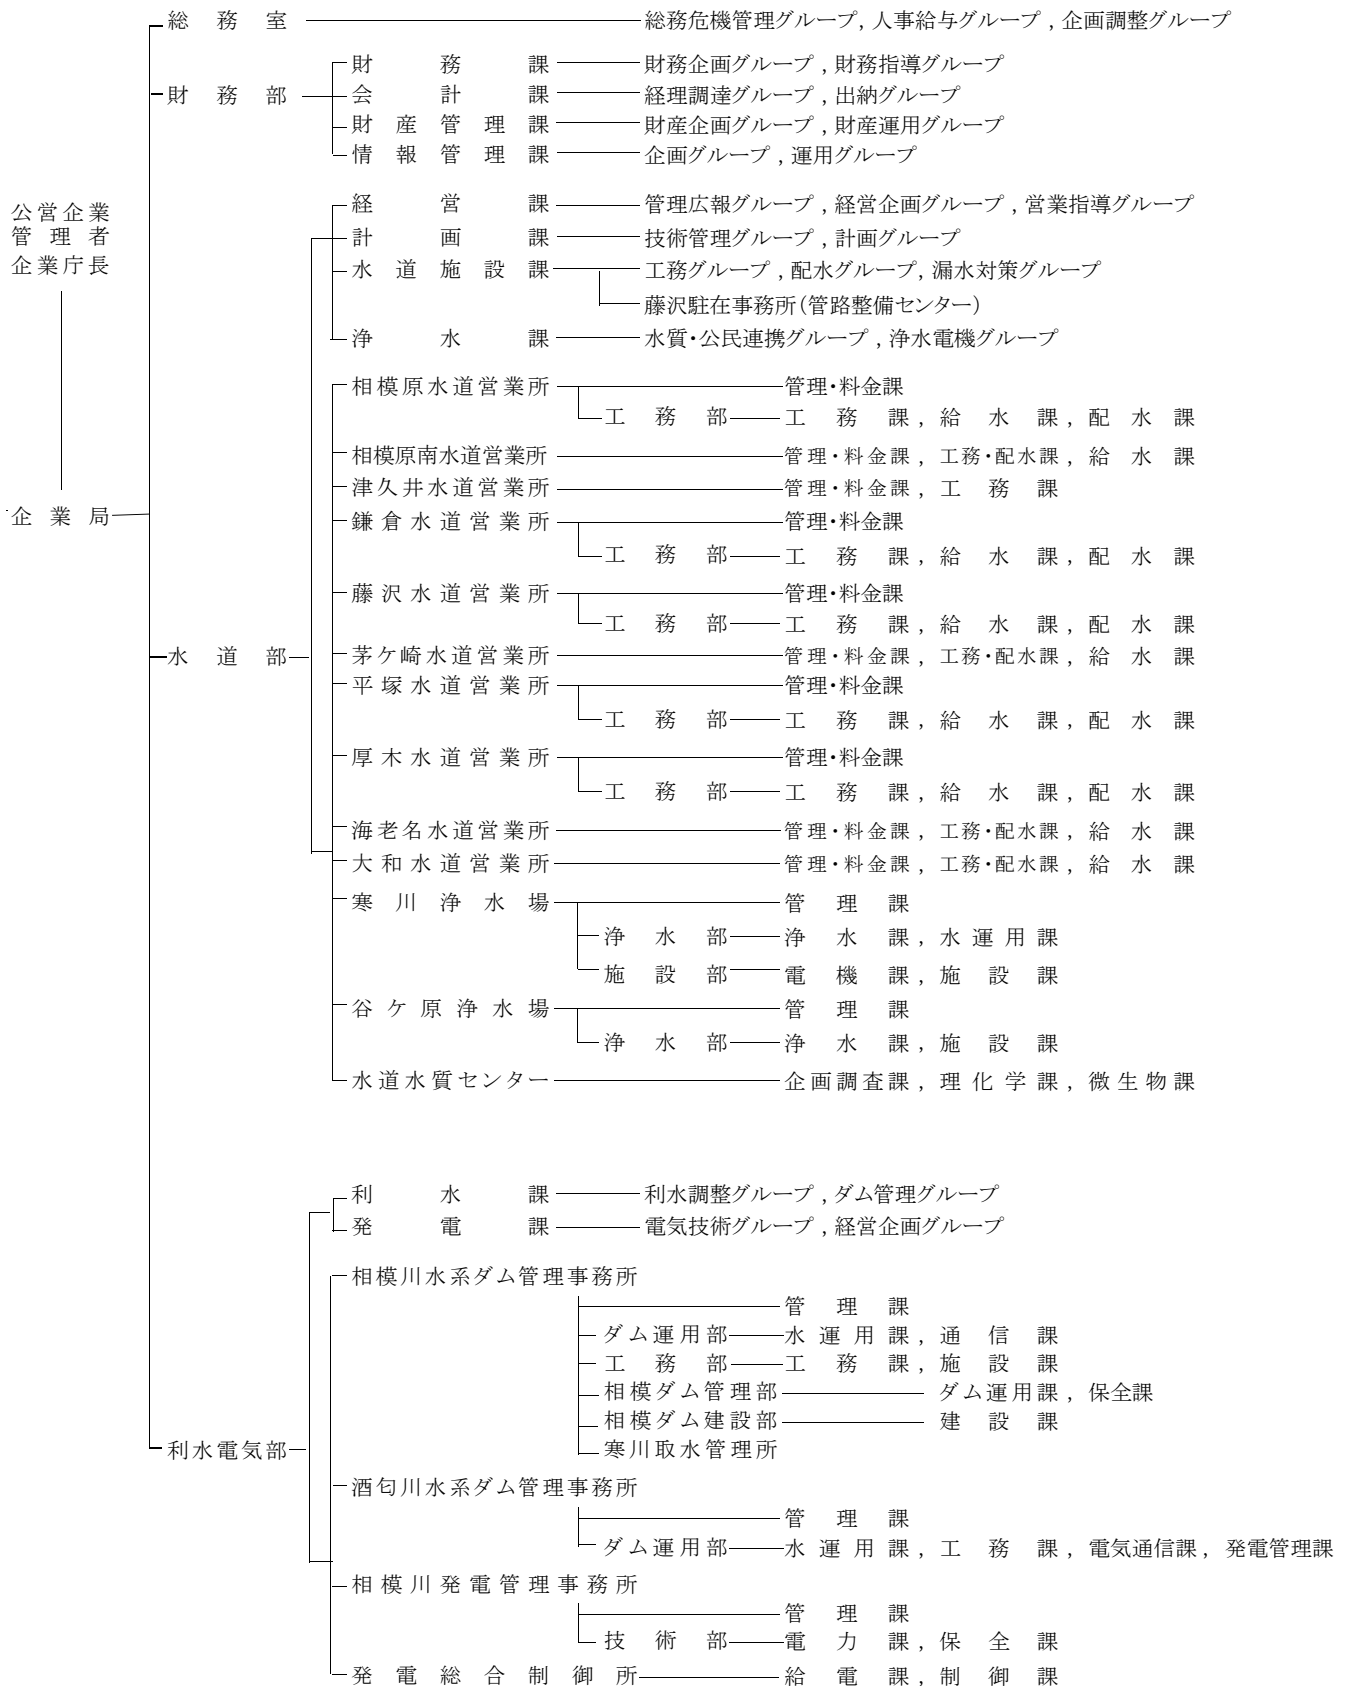 総務室 総務危機管理グループ, 人事給与グループ, 企画調整グループ
財務課 財務企画グループ, 財務指導グループ
財務部 会計課 経理調達グループ, 出納グループ
財産管理課 財産企画グループ, 財産運用グループ
情報管理課 企画グループ, 運用グループ
経営課 管理広報グループ, 経営企画グループ, 営業指導グループ
公営企業
管理者
企業庁長
計画課 技術管理グループ, 計画グループ
水道施設課 工務グループ, 配水グループ, 漏水対策グループ
藤沢駐在事務所(管路整備センター)
浄水課 水質・公民連携グループ, 浄水電機グループ
相模原水道営業所 管理・料金課
工務部 工務課, 給水課, 配水課
相模原南水道営業所 管理・料金課, 工務・配水課, 給水課
津久井水道営業所 管理・料金課, 工務課
企業局
鎌倉水道営業所 管理・料金課
工務部 工務課, 給水課, 配水課
藤沢水道営業所 管理・料金課
工務部 工務課, 給水課, 配水課
水道部 茅ケ崎水道営業所 管理・料金課, 工務・配水課, 給水課
平塚水道営業所 管理・料金課
工務部 工務課, 給水課, 配水課
厚木水道営業所 管理・料金課
工務部 工務課, 給水課, 配水課
海老名水道営業所 管理・料金課, 工務・配水課, 給水課
大和水道営業所 管理・料金課, 工務・配水課, 給水課
寒川浄水場 管理課
浄水部 浄水課, 水運用課
施設部 電機課, 施設課
谷ケ原浄水場 管理課
浄水部 浄水課, 施設課
水道水質センター 企画調査課, 理化学課, 微生物課
利水課 利水調整グループ, ダム管理グループ
発電課 電気技術グループ, 経営企画グループ
相模川水系ダム管理事務所
管理課
ダム運用部 水運用課, 通信課
工務部 工務課, 施設課
相模ダム管理部 ダム運用課, 保全課
相模ダム建設部 建設課
利水電気部 寒川取水管理所
酒匂川水系ダム管理事務所
管理課
ダム運用部 水運用課, 工務課, 電気通信課, 発電管理課
相模川発電管理事務所
管理課
技術部 電力課, 保全課
発電総合制御所 給電課, 制御課